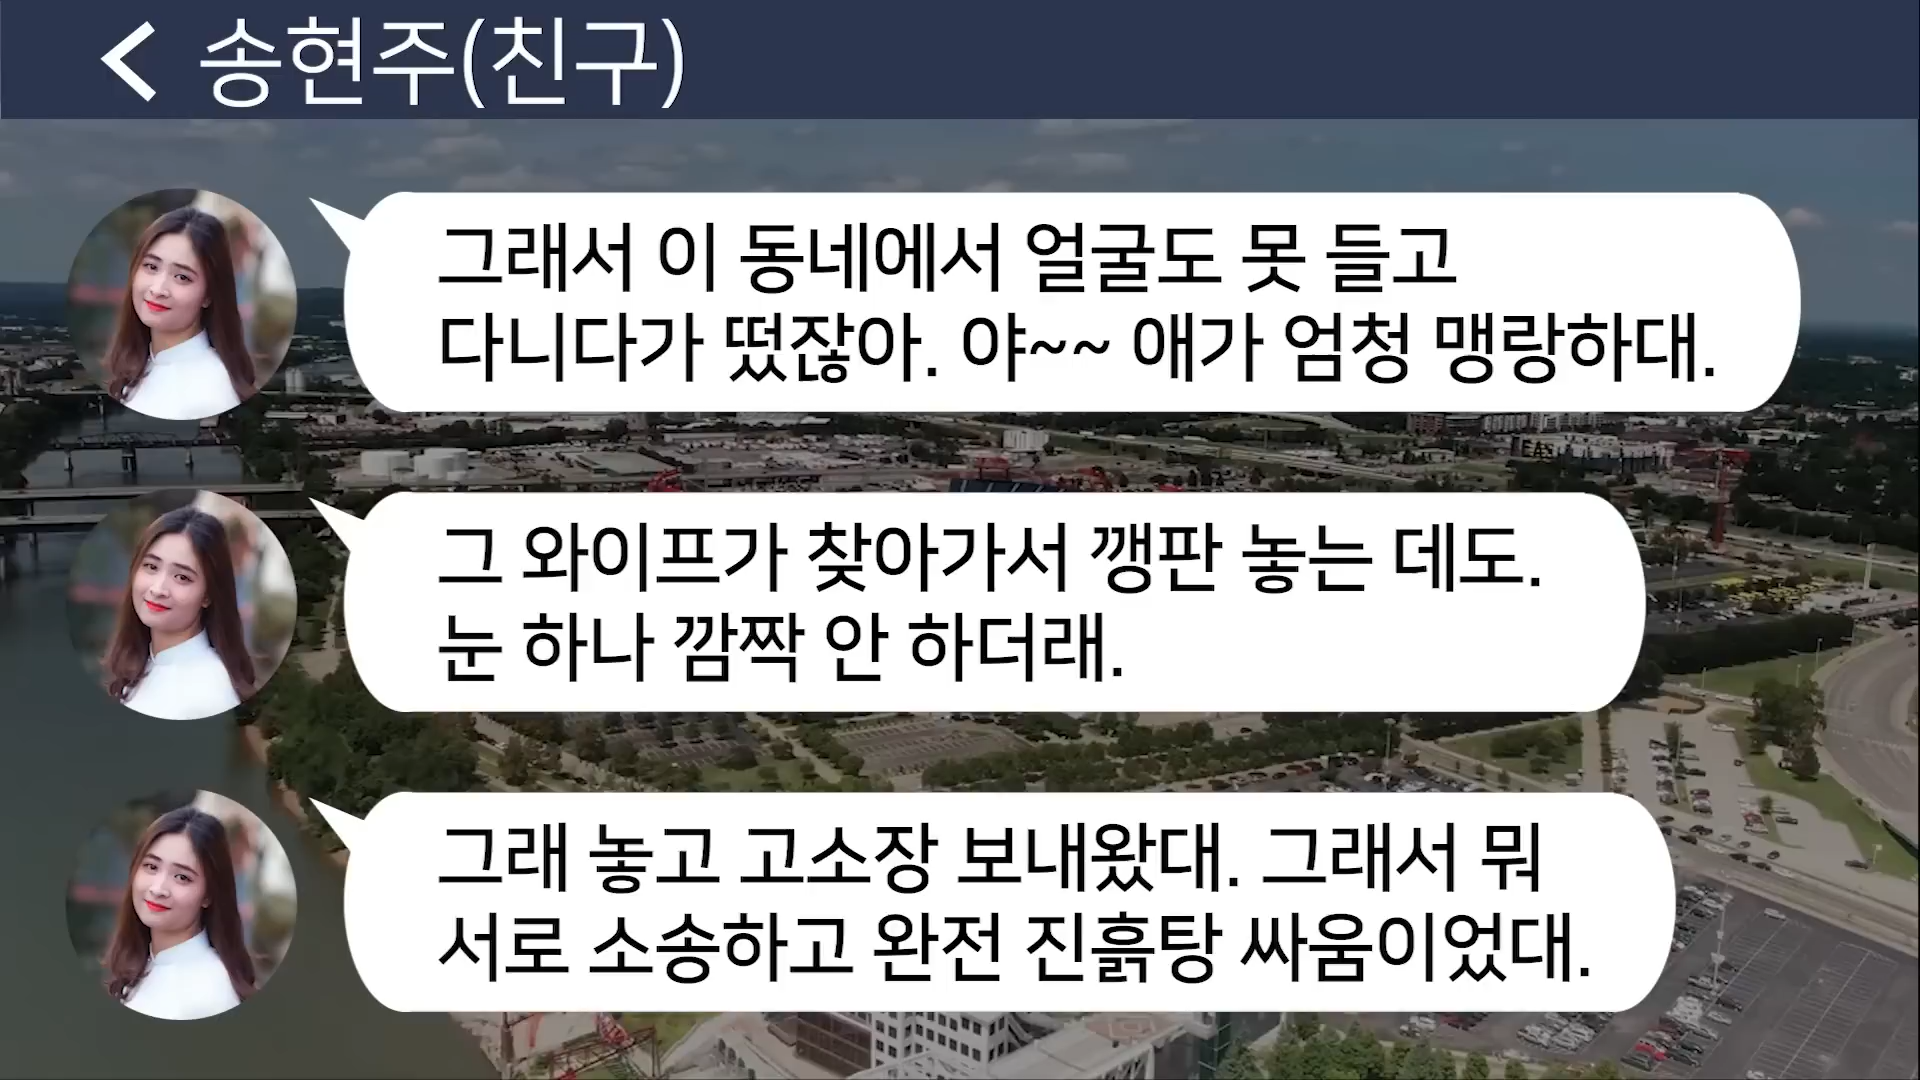 송현주(친구)
그래서 이 동네에서 얼굴도 못 들고
다니다가 떴잖아. 야~~ 애가 엄청 맹랑하대.
그 와이프가 찾아가서 깽판 놓는 데도.
눈 하나 깜짝 안 하더래.
그래 놓고 고소장 보내왔대. 그래서 뭐
서로 소송하고 완전 진흙탕 싸움이었대.